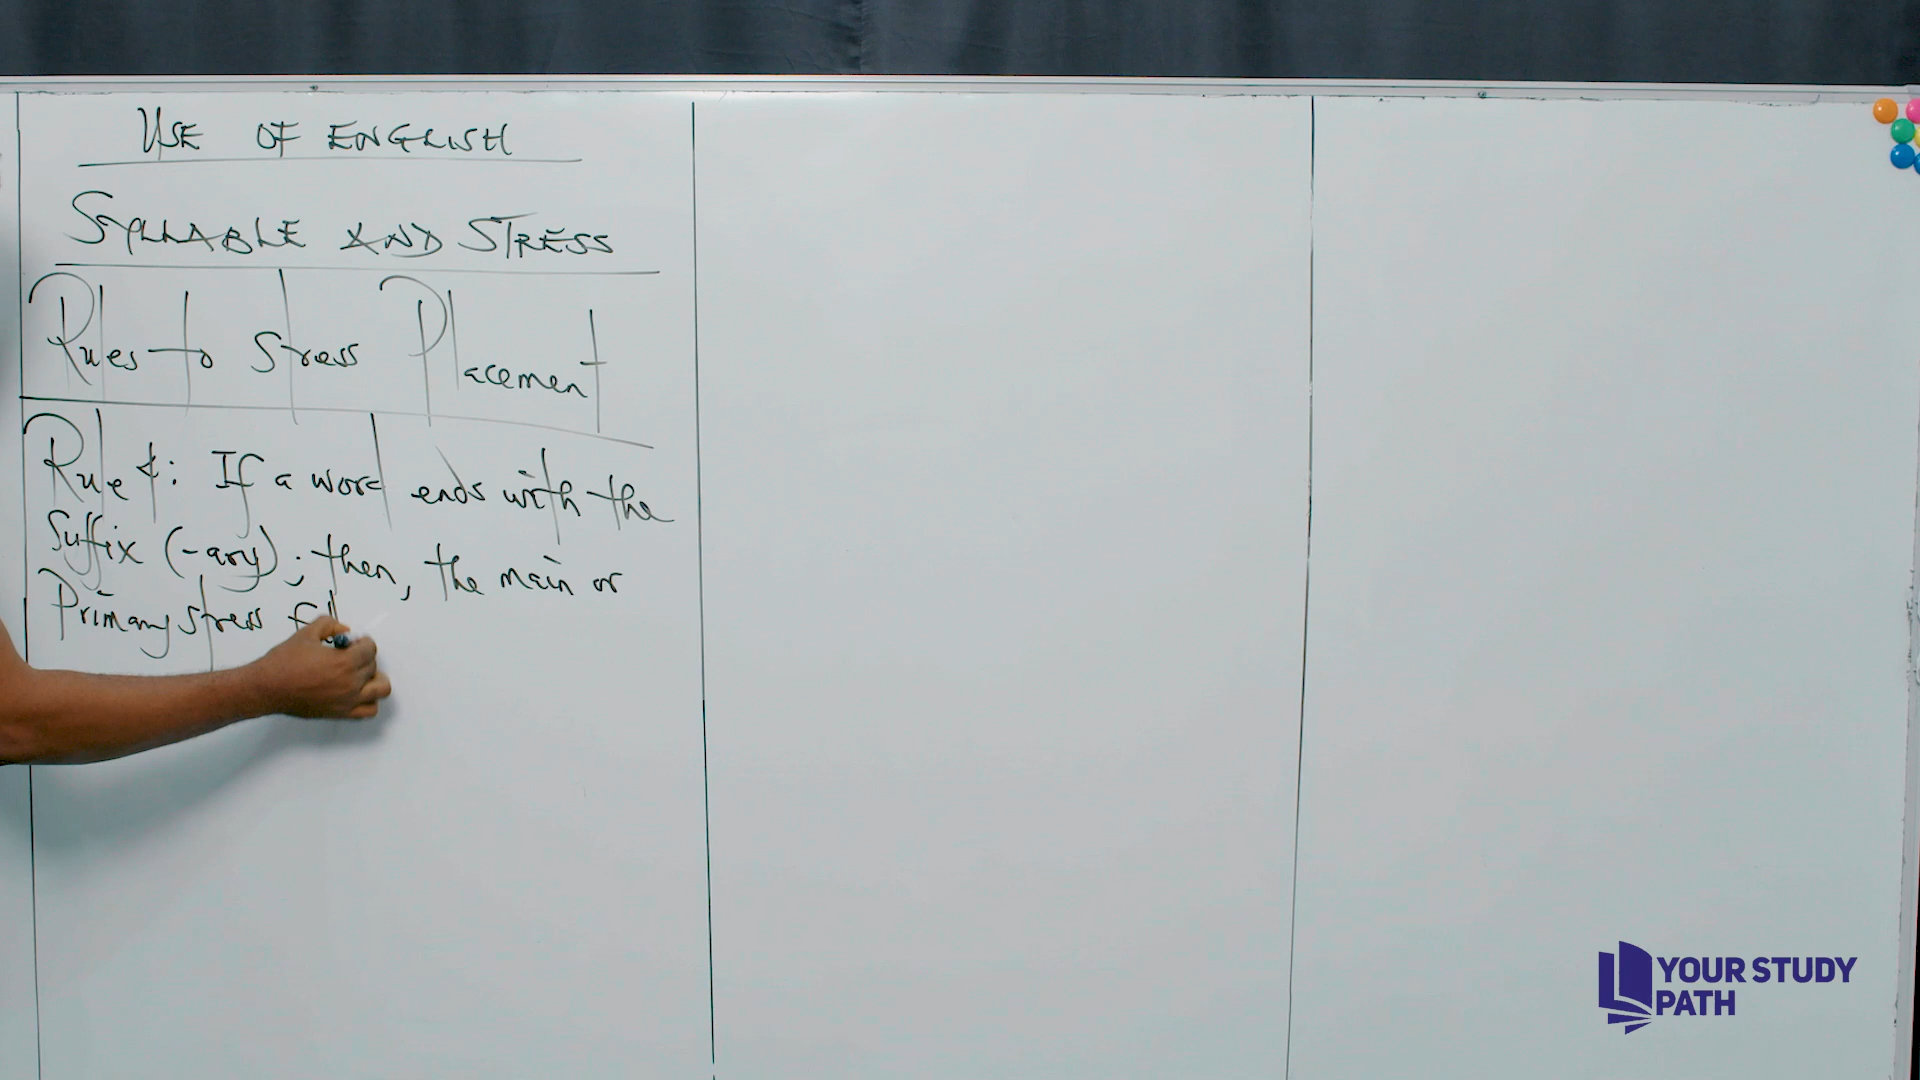 USE OF ENGLISH
SYLLABLE AND STRESS
Rules to Stress Placement
Rule : If a word ends with the
Suffix (-ary); then, the main or
Primary stress
YOUR STUDY
PATH